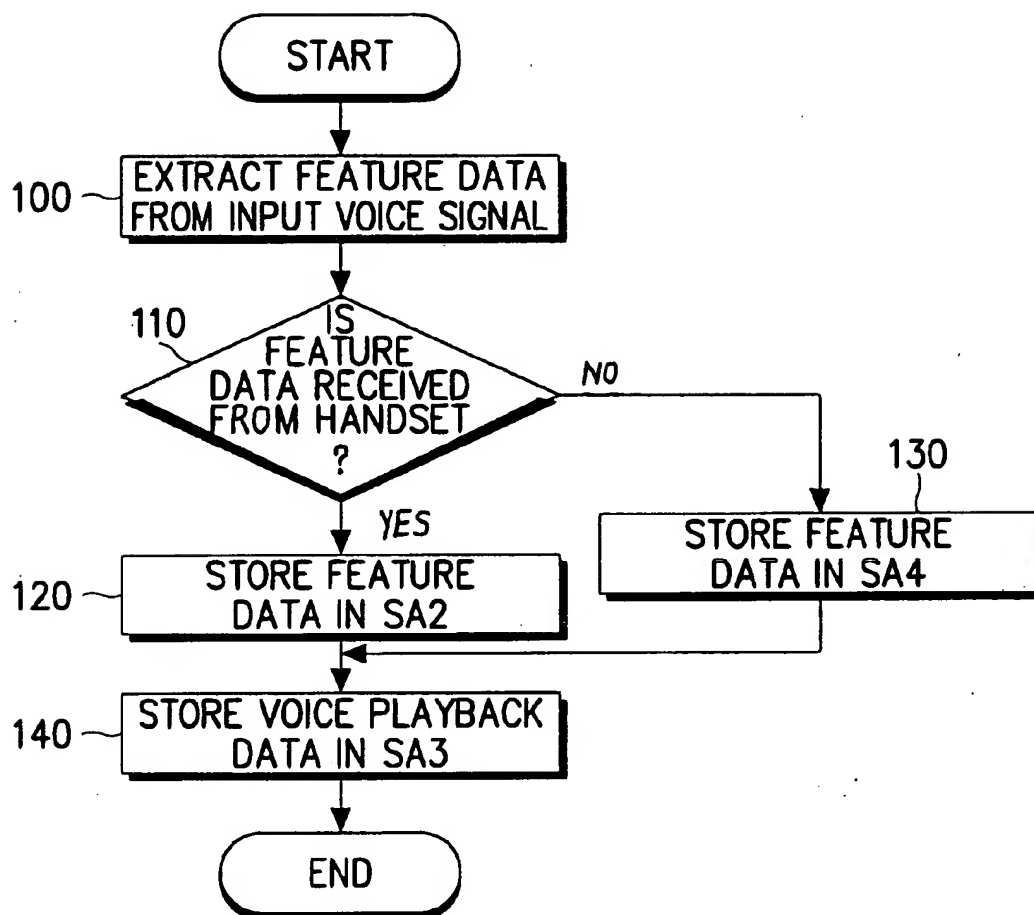 START
100
EXTRACT FEATURE DATA
FROM INPUT VOICE SIGNAL
110
IS
FEATURE
DATA RECEIVED
FROM HANDSET
?
NO
YES
130
STORE FEATURE
DATA IN SA4
120
STORE FEATURE
DATA IN SA2
140
STORE VOICE PLAYBACK
DATA IN SA3
END